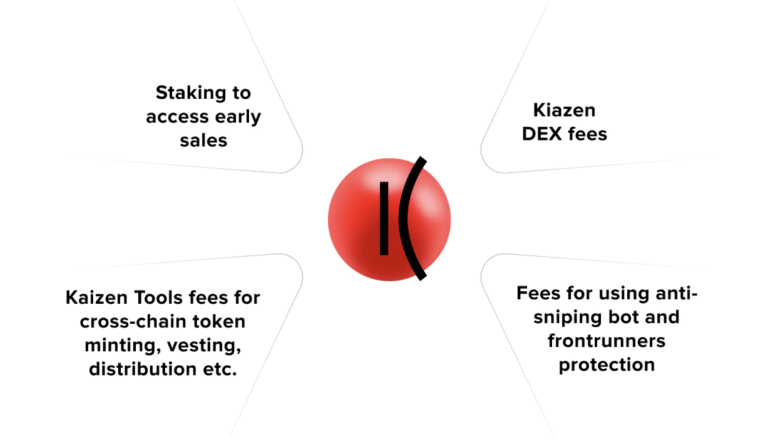 Staking to
access early
sales
Kiazen
DEX fees
Kaizen Tools fees for
cross-chain token
minting, vesting,
distribution etc.
Fees for using anti-
sniping bot and
frontrunners
protection